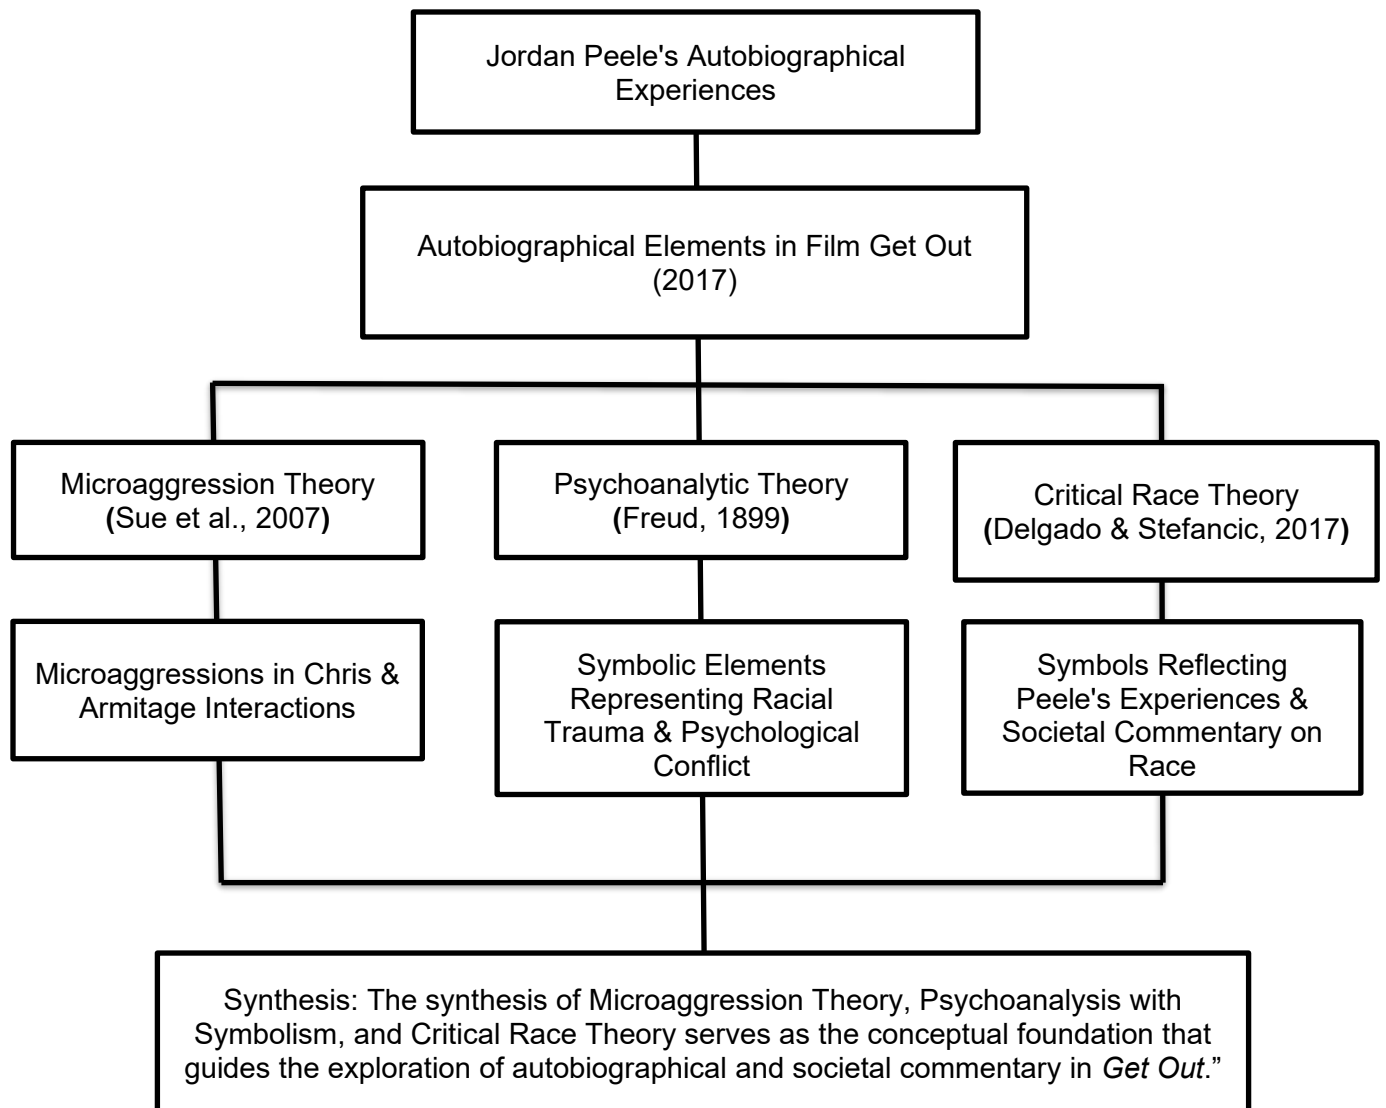 Jordan Peele's Autobiographical
Experiences
Autobiographical Elements in Film Get Out
(2017)
Microaggression Theory
(Sue et al., 2007)
Psychoanalytic Theory
(Freud, 1899)
Critical Race Theory
(Delgado & Stefancic, 2017)
Microaggressions in Chris &
Armitage Interactions
Symbolic Elements
Representing Racial
Trauma & Psychological
Conflict
Symbols Reflecting
Peele's Experiences &
Societal Commentary on
Race
Synthesis: The synthesis of Microaggression Theory, Psychoanalysis with
Symbolism, and Critical Race Theory serves as the conceptual foundation that
guides the exploration of autobiographical and societal commentary in Get Out.”